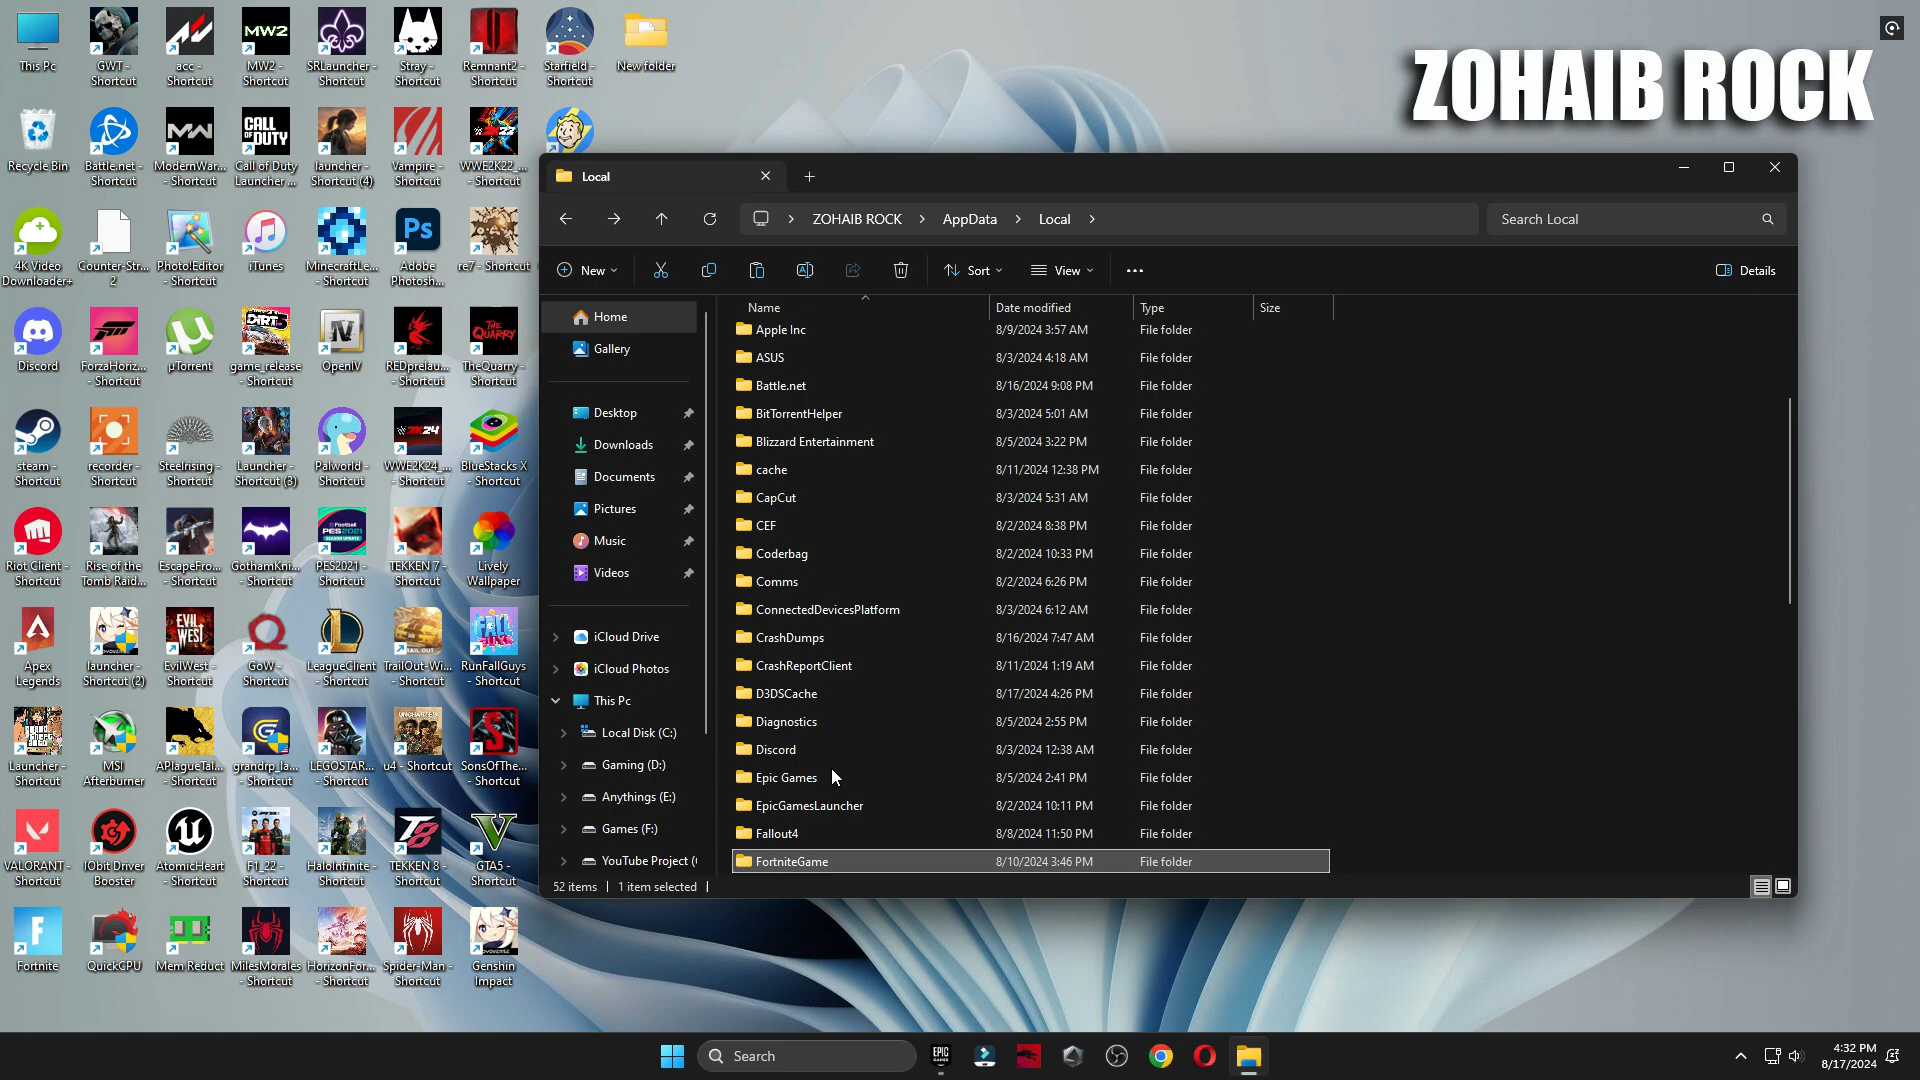 ZOHAIB ROCK
This Pc
GWT - Shortcut
acc - Shortcut
MW2 - Shortcut
SRLauncher - Shortcut
Stray - Shortcut
Remnant2 - Shortcut
Starfield - Shortcut
New folder
Recycle Bin
Battle.net - Shortcut
ModernWar... - Shortcut
Call of Duty Launcher ...
launcher - Shortcut (4)
Vampire - Shortcut
WWE2K22_... - Shortcut
4K Video Downloader+
Counter-Str... 2
Photo!Editor - Shortcut
iTunes
MinecraftLe... - Shortcut
Adobe Photosh...
re7 - Shortcut
Discord
ForzaHoriz... - Shortcut
µTorrent
game_release - Shortcut
OpenIV
REDprelau... - Shortcut
TheQuarry - Shortcut
steam - Shortcut
recorder - Shortcut
Steelrising - Shortcut
Launcher - Shortcut (3)
Palworld - Shortcut
WWE2K24_... - Shortcut
BlueStacks X - Shortcut
Riot Client - Shortcut
Rise of the Tomb Raid...
EscapeFro... - Shortcut
GothamKni... - Shortcut
PES2021 - Shortcut
TEKKEN 7 - Shortcut
Lively Wallpaper
Apex Legends
launcher - Shortcut (2)
EvilWest - Shortcut
GoW - Shortcut
LeagueClient - Shortcut
TrailOut-Wi... - Shortcut
RunFallGuys - Shortcut
Launcher - Shortcut
MSI Afterburner
APlagueTal... - Shortcut
grandrp_la... - Shortcut
LEGOSTAR... - Shortcut
u4 - Shortcut
SonsOfThe... - Shortcut
VALORANT - Shortcut
IObit Driver Booster
AtomicHeart - Shortcut
F1_22 - Shortcut
HaloInfinite - Shortcut
TEKKEN 8 - Shortcut
GTA5 - Shortcut
Fortnite
QuickCPU
Mem Reduct
MilesMorales - Shortcut
HorizonFor... - Shortcut
Spider-Man - Shortcut
Genshin Impact
Local
ZOHAIB ROCK > AppData > Local >
Search Local
New
Sort
View
Details
Home
Gallery
Desktop
Downloads
Documents
Pictures
Music
Videos
iCloud Drive
iCloud Photos
This Pc
Local Disk (C:)
Gaming (D:)
Anythings (E:)
Games (F:)
YouTube Project (
Name Date modified Type Size
Apple Inc 8/9/2024 3:57 AM File folder
ASUS 8/3/2024 4:18 AM File folder
Battle.net 8/16/2024 9:08 PM File folder
BitTorrentHelper 8/3/2024 5:01 AM File folder
Blizzard Entertainment 8/5/2024 3:22 PM File folder
cache 8/11/2024 12:38 PM File folder
CapCut 8/3/2024 5:31 AM File folder
CEF 8/2/2024 8:38 PM File folder
Coderbag 8/2/2024 10:33 PM File folder
Comms 8/2/2024 6:26 PM File folder
ConnectedDevicesPlatform 8/3/2024 6:12 AM File folder
CrashDumps 8/16/2024 7:47 AM File folder
CrashReportClient 8/11/2024 1:19 AM File folder
D3DSCache 8/17/2024 4:26 PM File folder
Diagnostics 8/5/2024 2:55 PM File folder
Discord 8/3/2024 12:38 AM File folder
Epic Games 8/5/2024 2:41 PM File folder
EpicGamesLauncher 8/2/2024 10:11 PM File folder
Fallout4 8/8/2024 11:50 PM File folder
FortniteGame 8/10/2024 3:46 PM File folder
52 items 1 item selected
Search
4:32 PM
8/17/2024